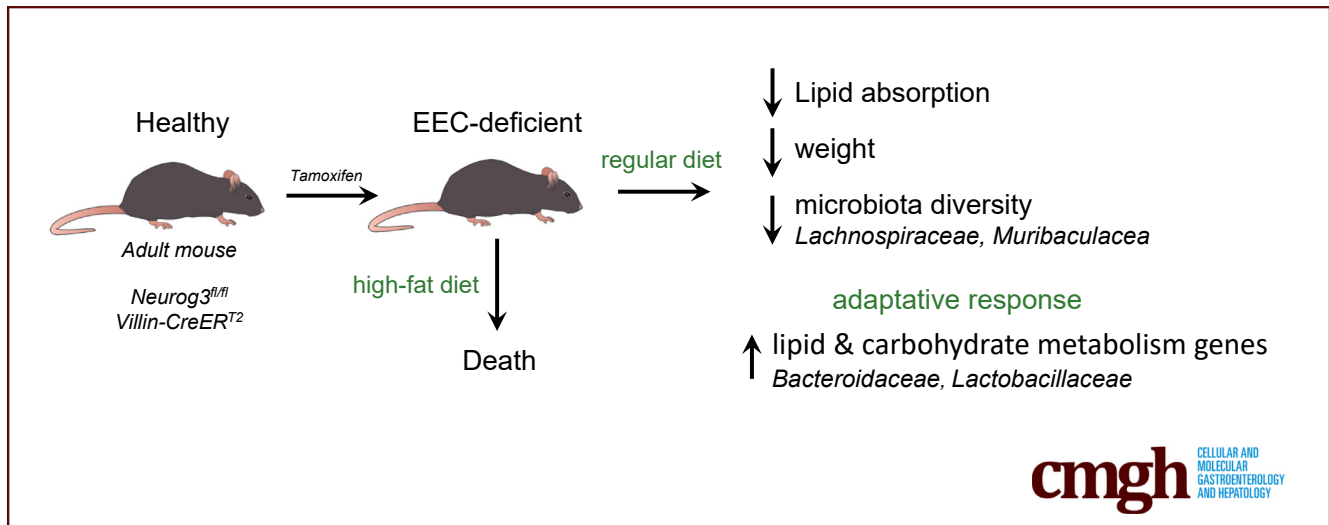 Healthy
Tamoxifen
EEC-deficient
Adult mouse
Neurog3fl/fl
Villin-CreERT2
regular diet
high-fat diet
Death
Lipid absorption
weight
microbiota diversity
Lachnospiraceae, Muribaculacea
adaptative response
lipid & carbohydrate metabolism genes
Bacteroidaceae, Lactobacillaceae
cmgh
CELLULAR AND
MOLECULAR
GASTROENTEROLOGY
AND HEPATOLOGY